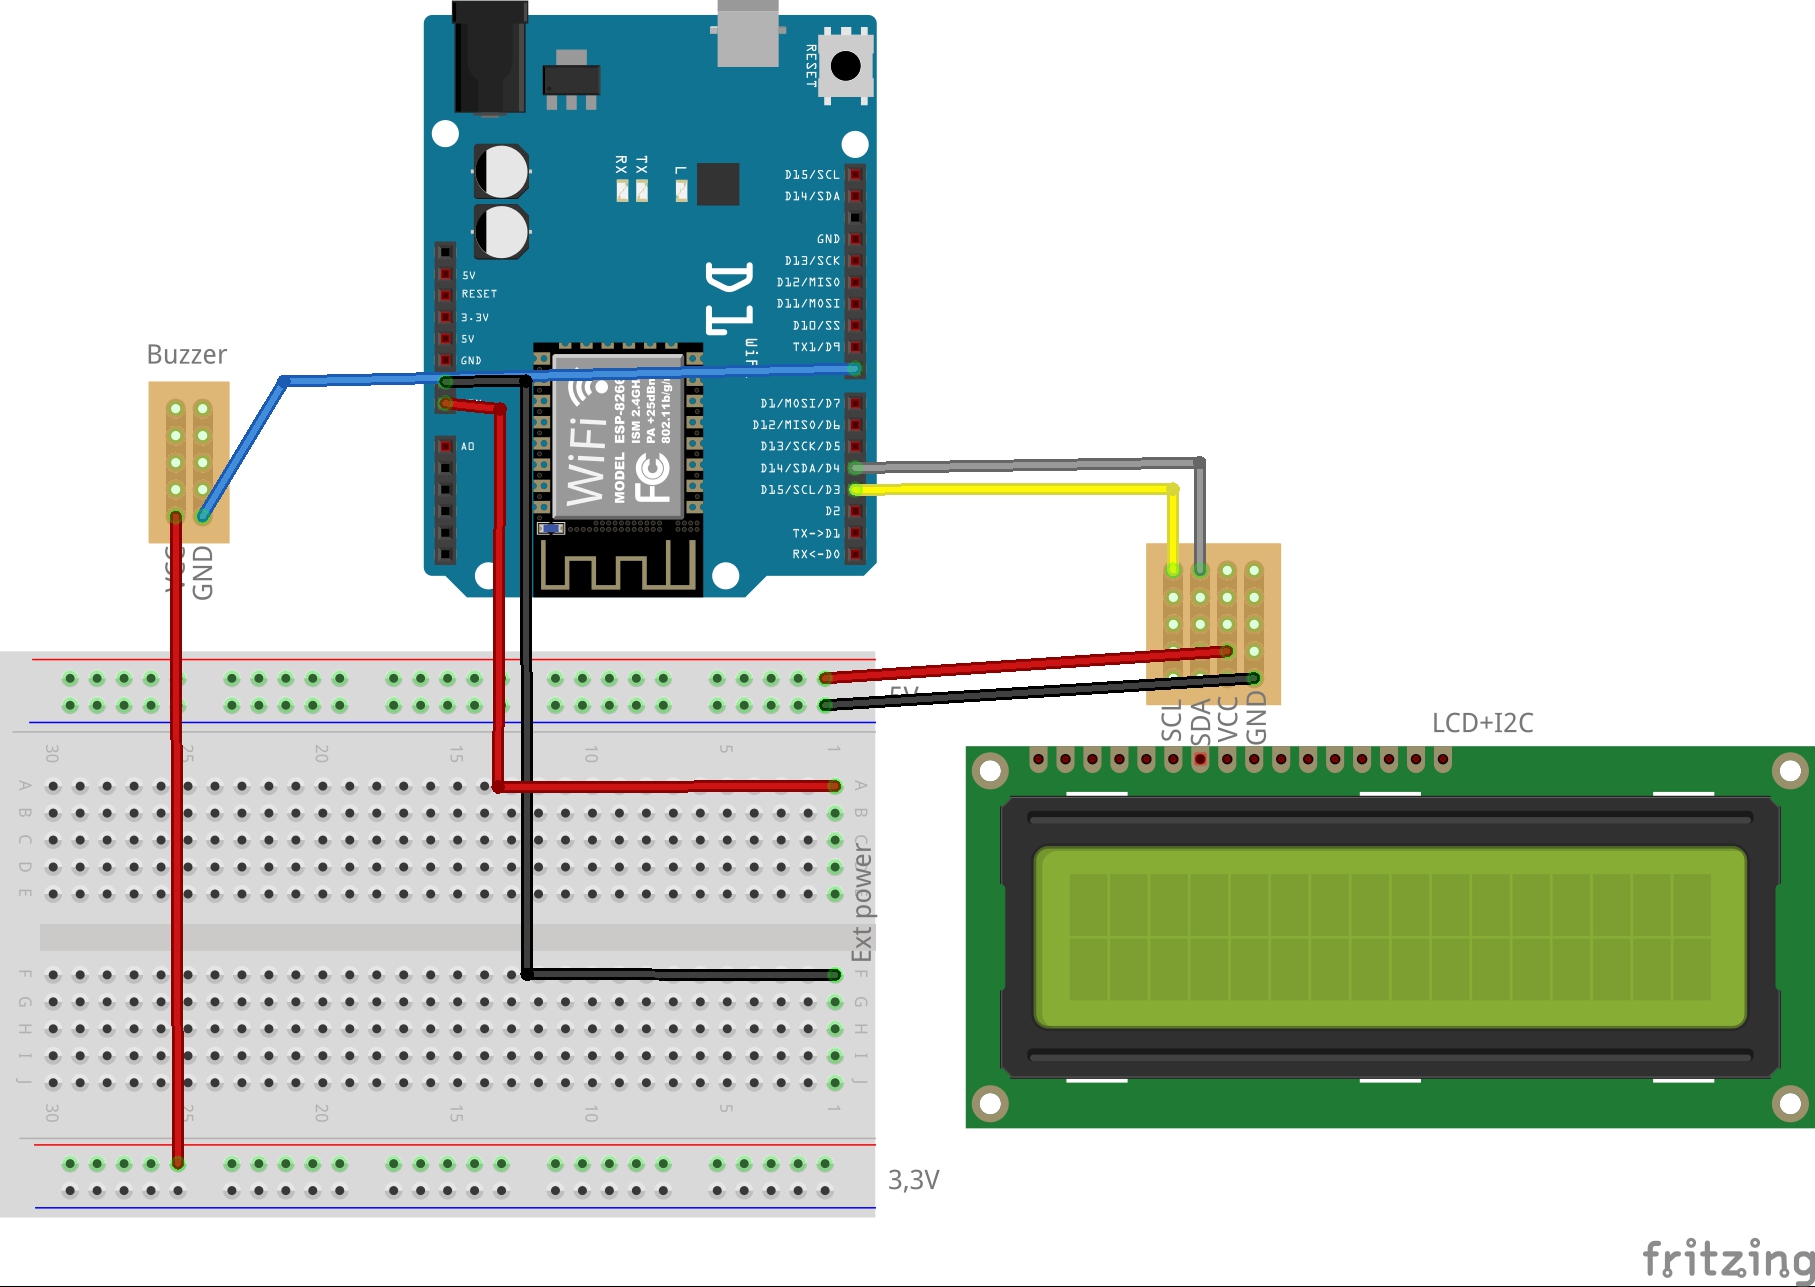 RESET
RX
TX
L
D15/SCL
D14/SDA
GND
D13/SCK
D12/MISO
D11/MOSI
D10/SS
TX1/D9
5V
RESET
3.3V
5V
GND
A0
D1
WiF
D1/MOSI/D7
D12/MISO/D6
D13/SCK/D5
D14/SDA/D4
D15/SCL/D3
D2
TX->D1
RX<-D0
WiFi
MODEL
ESP-8266
ISM 2.4GH
PA +25dBm
802.11b/g/
FC
Buzzer
VCC
GND
5V
SCL
SDA
VCC
GND
LCD+I2C
30
25
20
15
10
5
1
A
B
C
D
E
A
B
C
Ext power
F
G
H
I
J
F
G
H
I
J
30
25
20
15
10
5
1
3,3V
fritzing